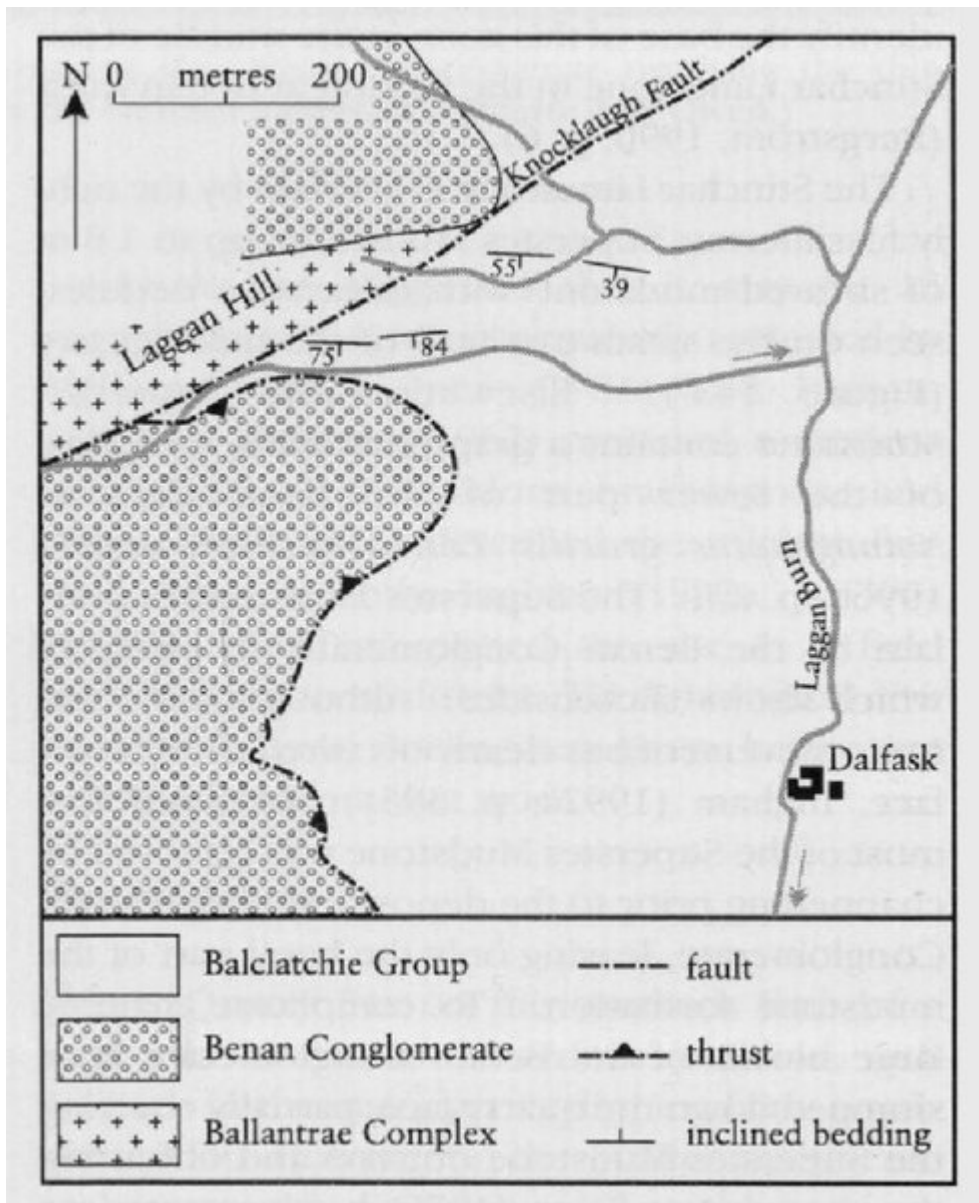 N 0 metres 200
Knocklaugh Fault
Laggan Hill
55
39
75
84
Laggan Burn
Dalfask
Balclatchie Group
fault
Benan Conglomerate
thrust
Ballantrae Complex
inclined bedding